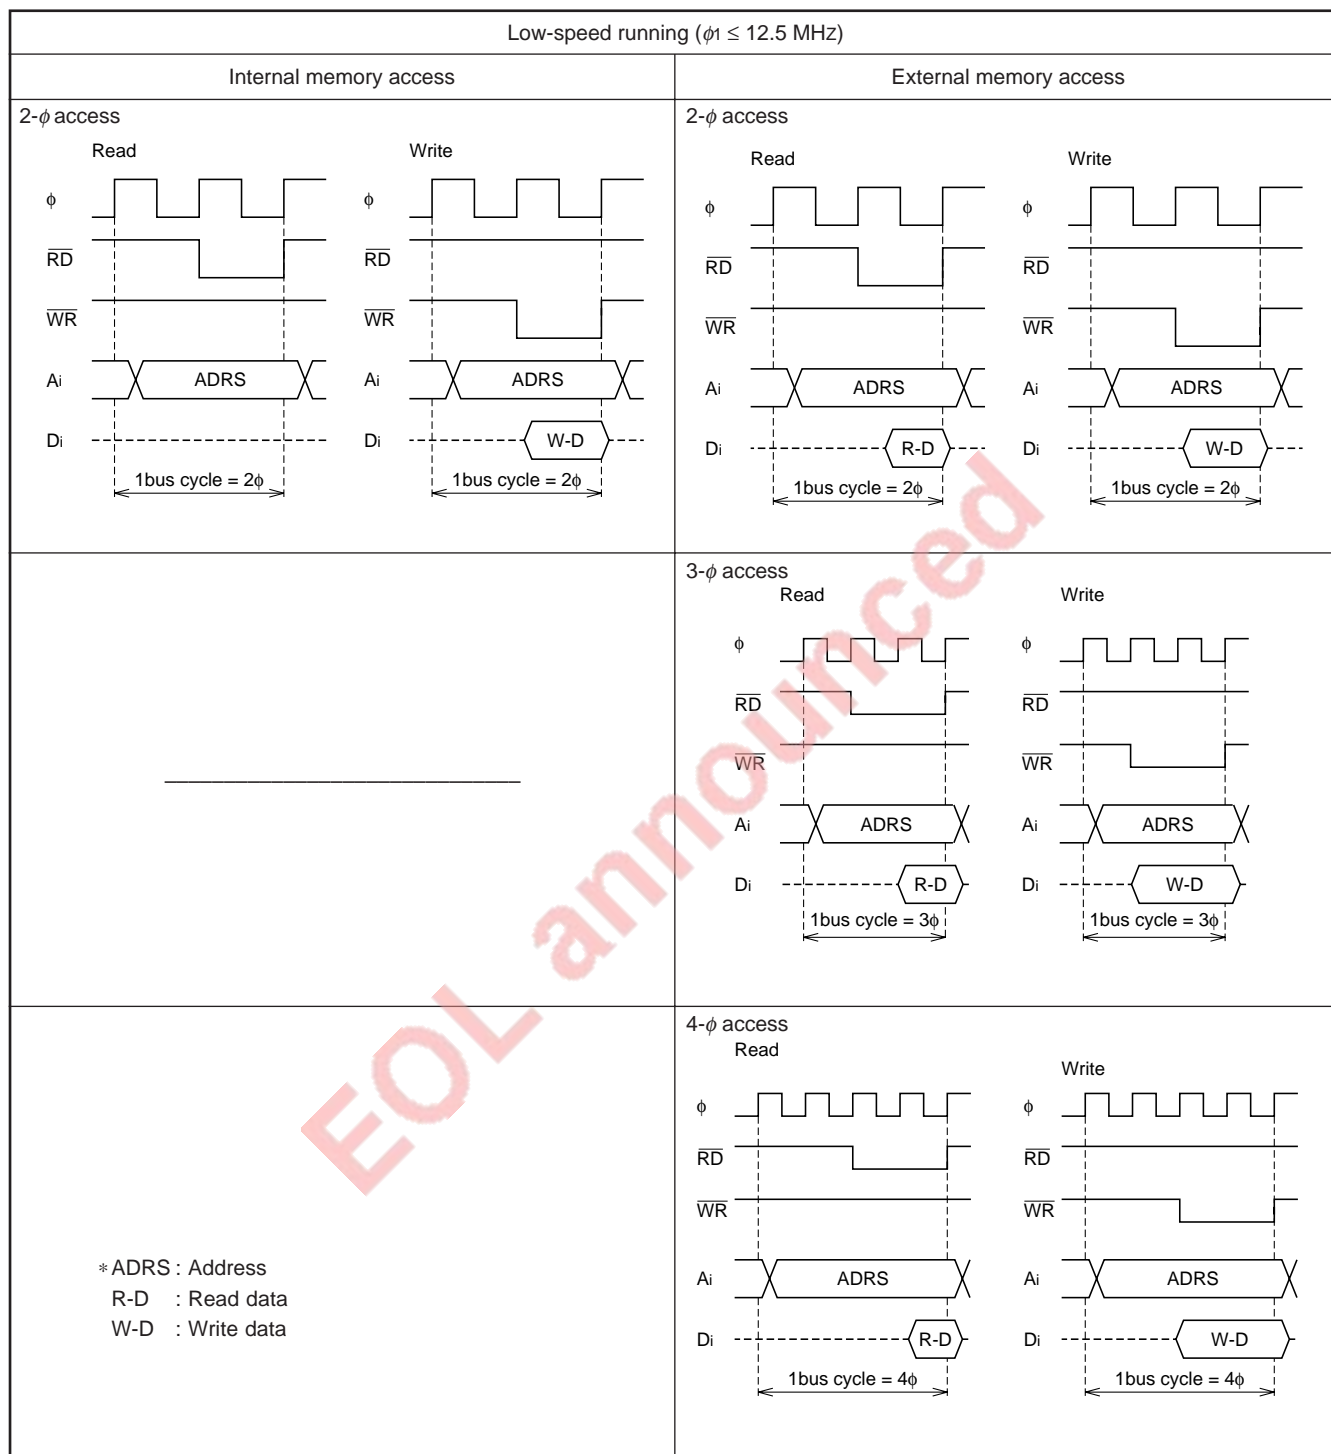 Low-speed running (ϕ1 ≤ 12.5 MHz)
Internal memory access
External memory access
2-ϕ access
Read
Write
ϕ
ϕ
RD
RD
WR
WR
Ai
ADRS
Ai
ADRS
Di
Di
W-D
1bus cycle = 2ϕ
1bus cycle = 2ϕ
2-ϕ access
Read
Write
ϕ
ϕ
RD
RD
WR
WR
Ai
ADRS
Ai
ADRS
Di
R-D
Di
W-D
1bus cycle = 2ϕ
1bus cycle = 2ϕ
3-ϕ access
Read
Write
ϕ
ϕ
RD
RD
WR
WR
Ai
ADRS
Ai
ADRS
Di
R-D
Di
W-D
1bus cycle = 3ϕ
1bus cycle = 3ϕ
4-ϕ access
Read
Write
ϕ
ϕ
RD
RD
WR
WR
Ai
ADRS
Ai
ADRS
Di
R-D
Di
W-D
1bus cycle = 4ϕ
1bus cycle = 4ϕ
*ADRS : Address
R-D : Read data
W-D : Write data
EOL announced